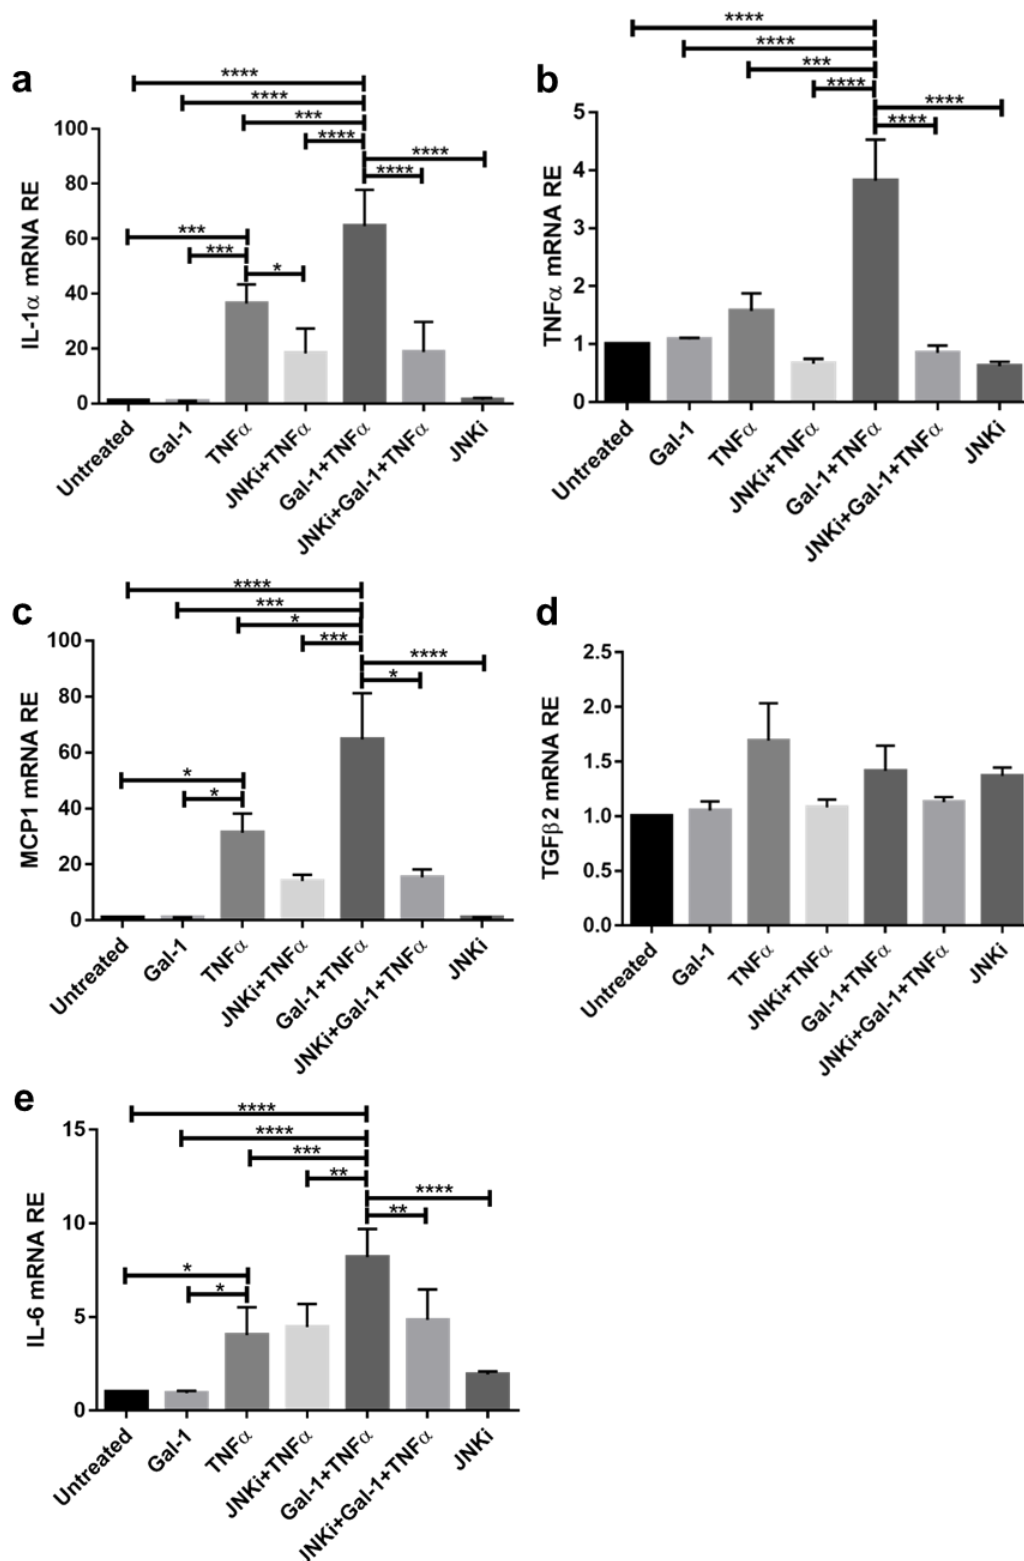 a
****
****
***
****
****
****
***
***
*
IL-1α mRNA RE
100
80
60
40
20
0
Untreated
Gal-1
TNFα
JNKi+TNFα
Gal-1+TNFα
JNKi+Gal-1+TNFα
JNKi
b
****
****
***
****
****
****
TNFα mRNA RE
5
4
3
2
1
0
Untreated
Gal-1
TNFα
JNKi+TNFα
Gal-1+TNFα
JNKi+Gal-1+TNFα
JNKi
c
****
***
*
***
****
*
*
*
MCP1 mRNA RE
100
80
60
40
20
0
Untreated
Gal-1
TNFα
JNKi+TNFα
Gal-1+TNFα
JNKi+Gal-1+TNFα
JNKi
d
TGFβ2 mRNA RE
2.5
2.0
1.5
1.0
0.5
0.0
Untreated
Gal-1
TNFα
JNKi+TNFα
Gal-1+TNFα
JNKi+Gal-1+TNFα
JNKi
e
****
****
***
**
****
**
*
*
IL-6 mRNA RE
15
10
5
0
Untreated
Gal-1
TNFα
JNKi+TNFα
Gal-1+TNFα
JNKi+Gal-1+TNFα
JNKi